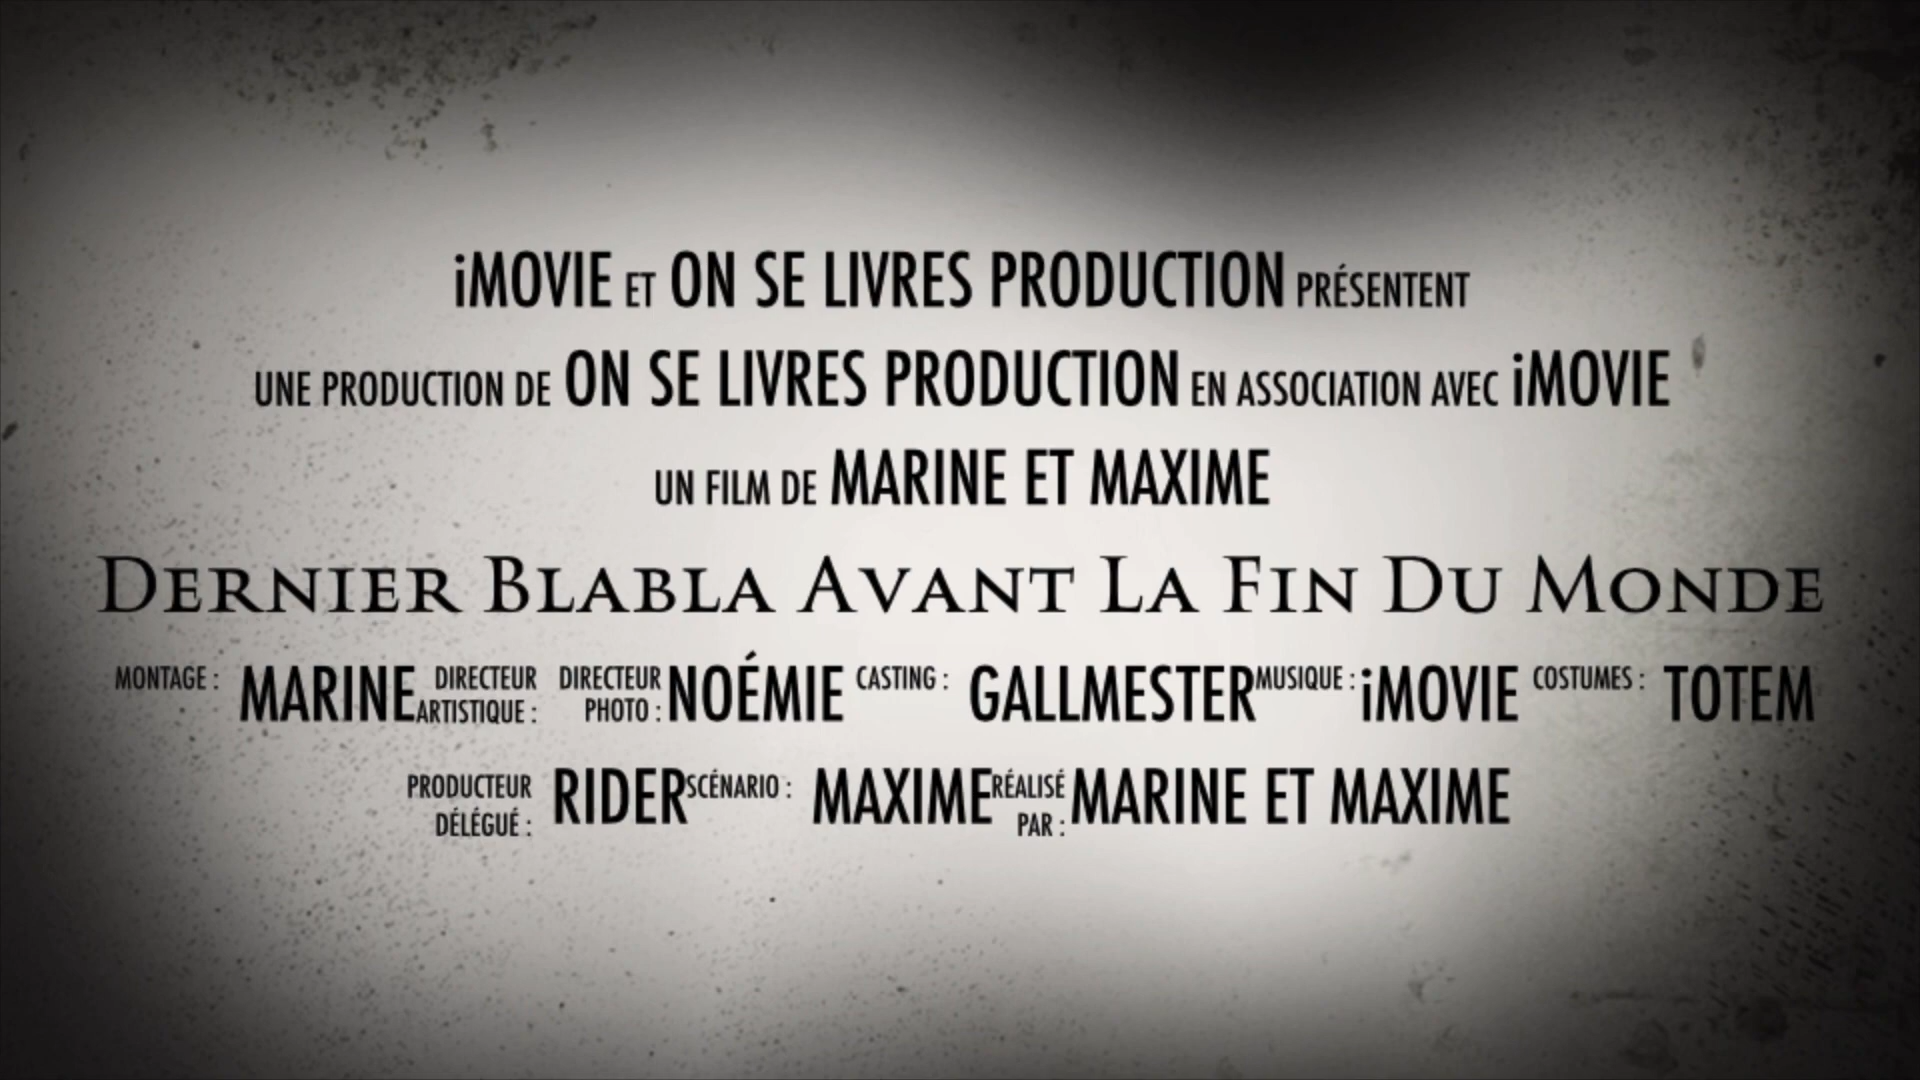 iMOVIE ET ON SE LIVRES PRODUCTION PRÉSENTENT
UNE PRODUCTION DE ON SE LIVRES PRODUCTION EN ASSOCIATION AVEC iMOVIE
UN FILM DE MARINE ET MAXIME
DERNIER BLABLA AVANT LA FIN DU MONDE
MONTAGE : MARINE DIRECTEUR ARTISTIQUE : DIRECTEUR PHOTO : NOÉMIE CASTING : GALLMESTER MUSIQUE : iMOVIE COSTUMES : TOTEM
PRODUCTEUR DÉLÉGUÉ : RIDER SCÉNARIO : MAXIME RÉALISÉ PAR : MARINE ET MAXIME